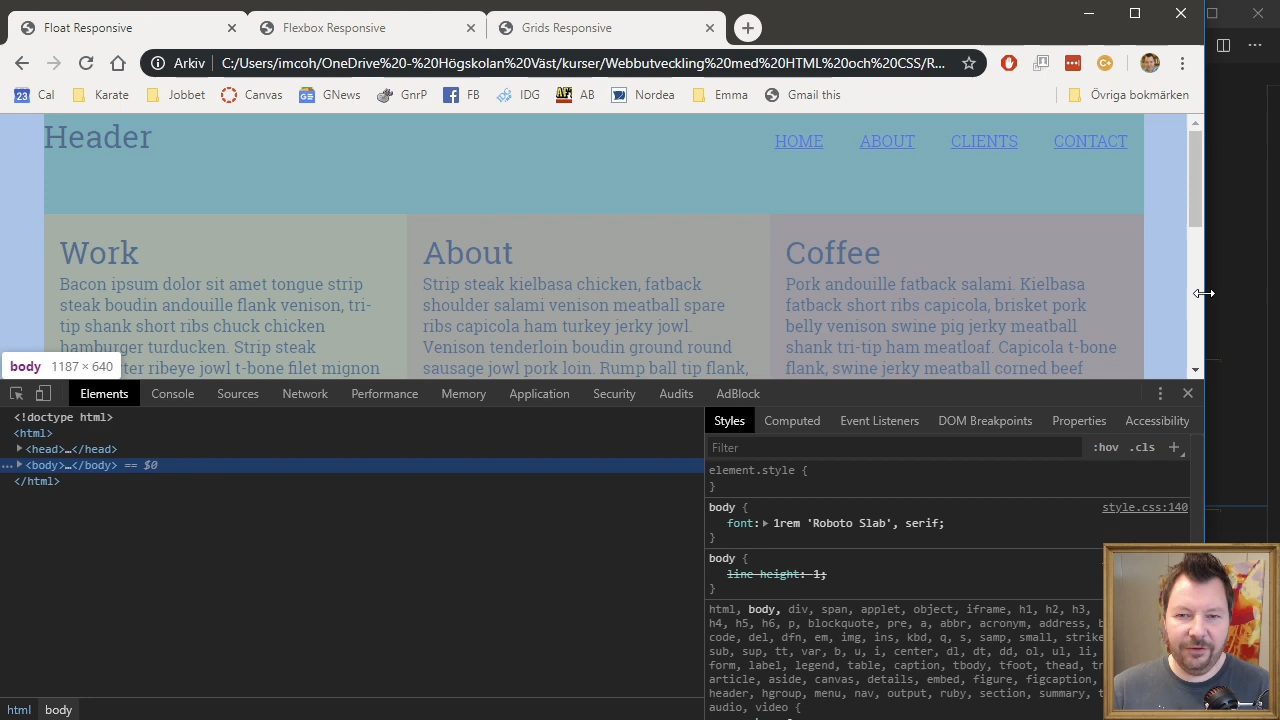 Float Responsive
Flexbox Responsive
Grids Responsive
Arkiv
C:/Users/imcoh/OneDrive%20-%20Högskolan%20Väst/kurser/Webbutveckling%20med%20HTML%20och%20CSS/R...
23 Cal
Karate
Jobbet
Canvas
GNews
GnrP
FB
IDG
AB
Nordea
Emma
Gmail this
Övriga bokmärken
Header
HOME
ABOUT
CLIENTS
CONTACT
Work
Bacon ipsum dolor sit amet tongue strip
steak boudin andouille flank venison, tri-
tip shank short ribs chuck chicken
hamburger turducken. Strip steak
ter ribeye jowl t-bone filet mignon
About
Strip steak kielbasa chicken, fatback
shoulder salami venison meatball spare
ribs capicola ham turkey jerky jowl.
Venison tenderloin boudin ground round
sausage jowl pork loin. Rump ball tip flank,
Coffee
Pork andouille fatback salami. Kielbasa
fatback short ribs capicola, brisket pork
belly venison swine pig jerky meatball
shank tri-tip ham meatloaf. Capicola t-bone
flank, swine jerky meatball corned beef
body 1187 × 640
Elements
Console
Sources
Network
Performance
Memory
Application
Security
Audits
AdBlock
<!doctype html>
<html>
<head>…</head>
<body>…</body> == $0
</html>
Styles
Computed
Event Listeners
DOM Breakpoints
Properties
Accessibility
Filter
:hov .cls +
element.style {
}
body {
style.css:140
font: 1rem 'Roboto Slab', serif;
}
body {
line-height: 1;
}
html, body, div, span, applet, object, iframe, h1, h2, h3,
h4, h5, h6, p, blockquote, pre, a, abbr, acronym, address, b
code, del, dfn, em, img, ins, kbd, q, s, samp, small, strike
sub, sup, tt, var, b, u, i, center, dl, dt, dd, ol, ul, li,
form, label, legend, table, caption, tbody, tfoot, thead, tr
article, aside, canvas, details, embed, figure, figcaption,
header, hgroup, menu, nav, output, ruby, section, summary, t
audio, video {
html
body